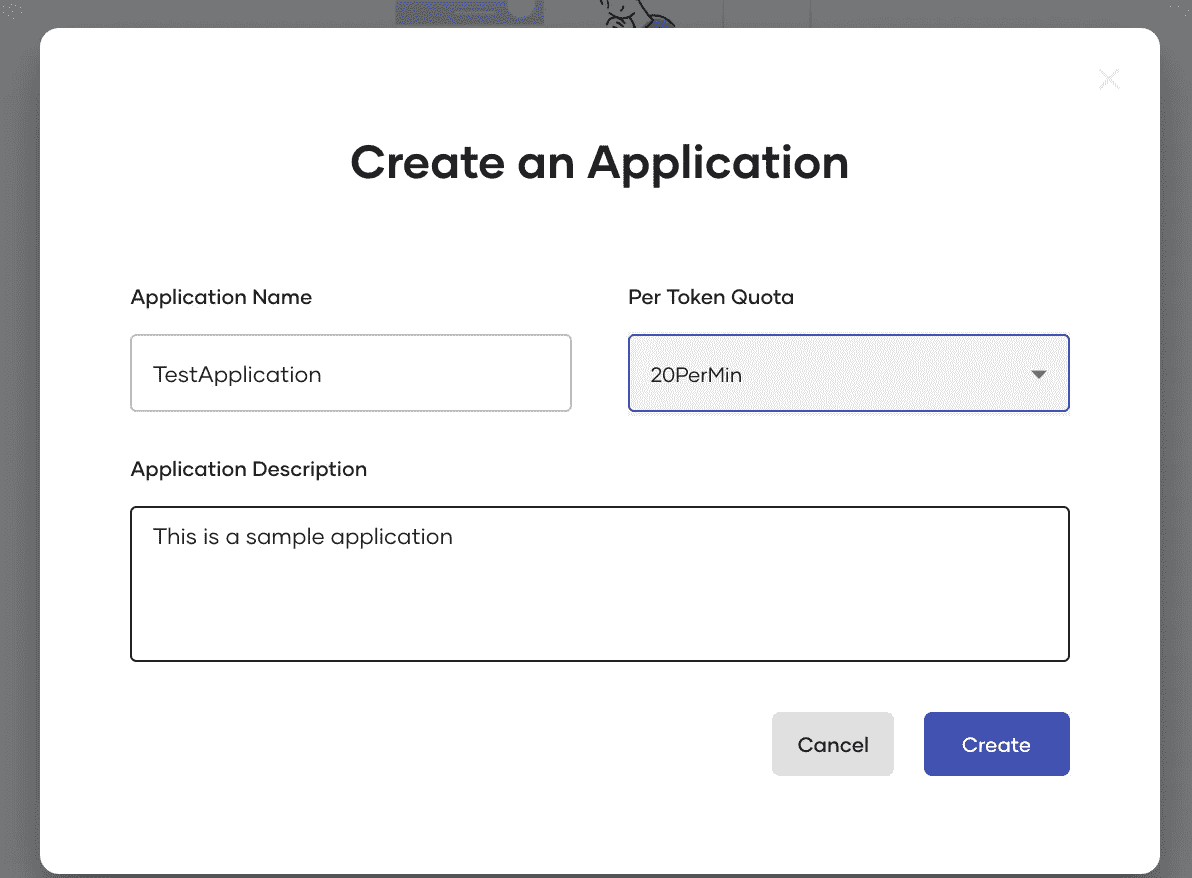 Create an Application
Application Name
Per Token Quota
TestApplication
20PerMin
Application Description
This is a sample application
Cancel
Create